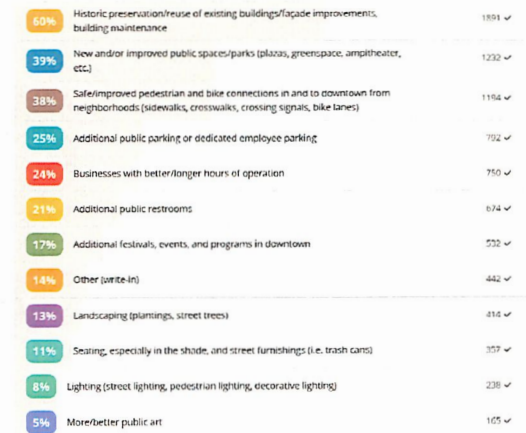 60% Historic preservation/reuse of existing buildings/façade improvements, 1891 ✓
building maintenance
39% New and/or improved public spaces/parks (plazas, greenspace, ampitheater, 1232 ✓
etc.)
38% Safe/improved pedestrian and bike connections in and to downtown from 1194 ✓
neighborhoods (sidewalks, crosswalks, crossing signals, bike lanes)
25% Additional public parking or dedicated employee parking 792 ✓
24% Businesses with better/longer hours of operation 750 ✓
21% Additional public restrooms 674 ✓
17% Additional festivals, events, and programs in downtown 532 ✓
14% Other (write-in) 442 ✓
13% Landscaping (plantings, street trees) 414 ✓
11% Seating, especially in the shade, and street furnishings (i.e. trash cans) 357 ✓
8% Lighting (street lighting, pedestrian lighting, decorative lighting) 238 ✓
5% More/better public art 165 ✓